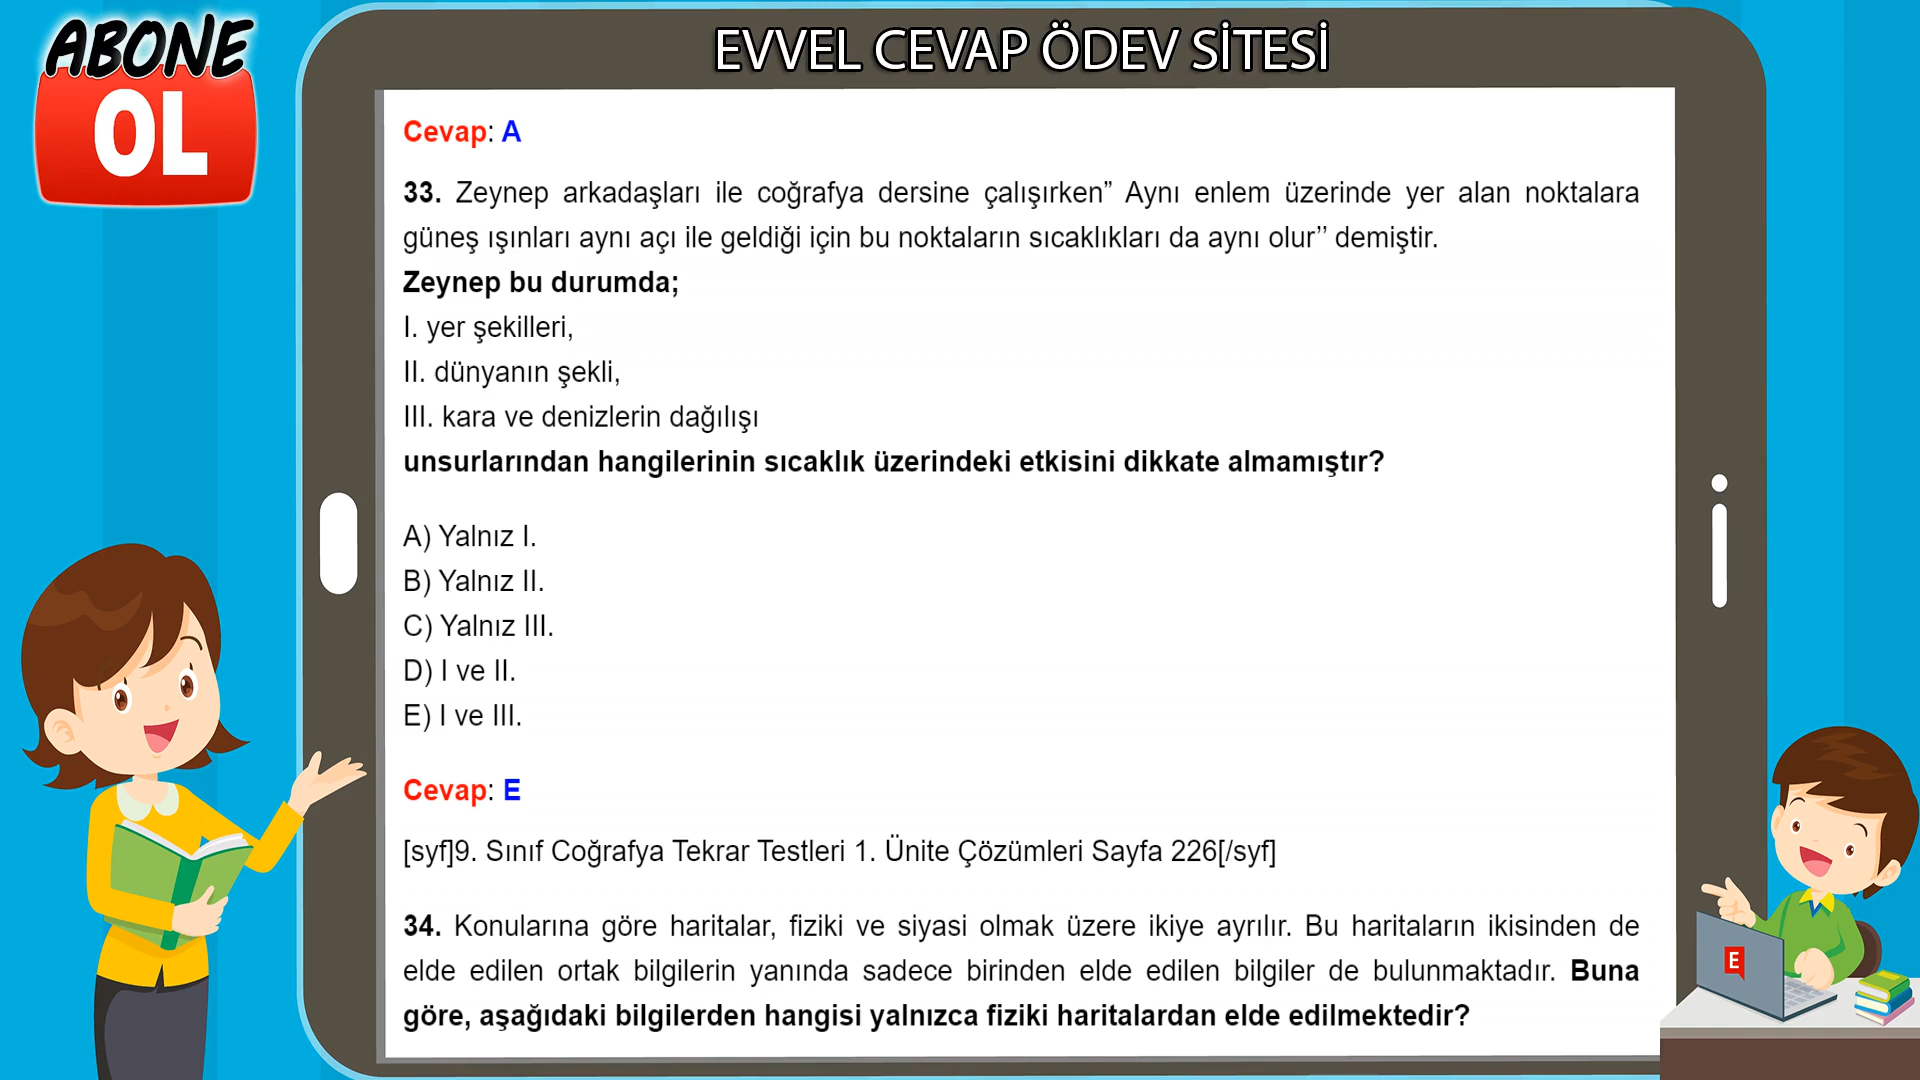 ABONE
OL
EVVEL CEVAP ÖDEV SİTESİ
Cevap: A
33. Zeynep arkadaşları ile coğrafya dersine çalışırken” Aynı enlem üzerinde yer alan noktalara
güneş ışınları aynı açı ile geldiği için bu noktaların sıcaklıkları da aynı olur’’ demiştir.
Zeynep bu durumda;
I. yer şekilleri,
II. dünyanın şekli,
III. kara ve denizlerin dağılışı
unsurlarından hangilerinin sıcaklık üzerindeki etkisini dikkate almamıştır?
A) Yalnız I.
B) Yalnız II.
C) Yalnız III.
D) I ve II.
E) I ve III.
Cevap: E
[syf]9. Sınıf Coğrafya Tekrar Testleri 1. Ünite Çözümleri Sayfa 226[/syf]
34. Konularına göre haritalar, fiziki ve siyasi olmak üzere ikiye ayrılır. Bu haritaların ikisinden de
elde edilen ortak bilgilerin yanında sadece birinden elde edilen bilgiler de bulunmaktadır. Buna
göre, aşağıdaki bilgilerden hangisi yalnızca fiziki haritalardan elde edilmektedir?
E